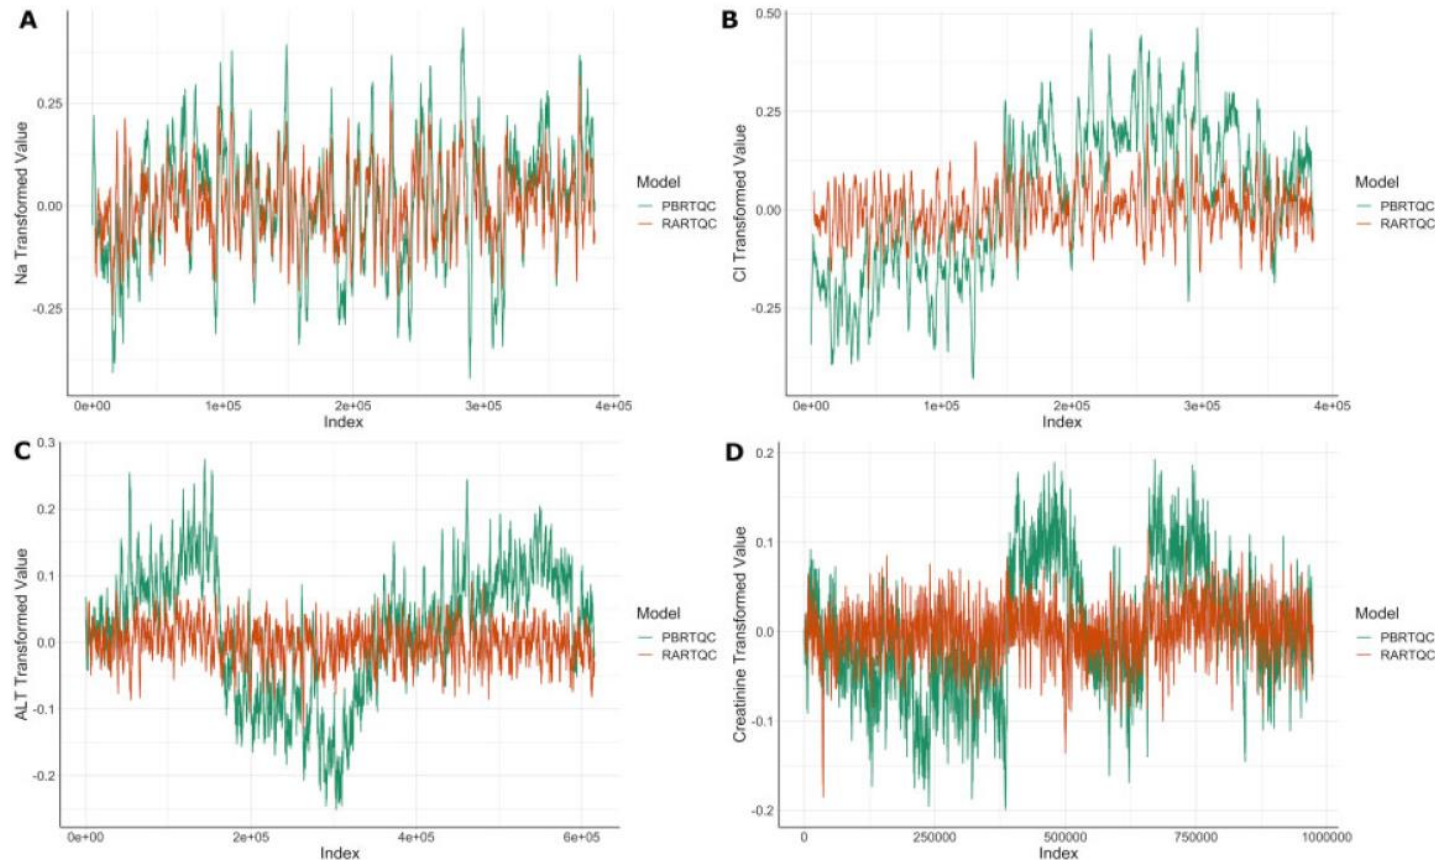 A
0.25
0.00
-0.25
Na Transformed Value
0e+00 1e+05 2e+05 3e+05 4e+05
Index
Model
PBRTQC
RARTQC
B
0.50
0.25
0.00
-0.25
Cl Transformed Value
0e+00 1e+05 2e+05 3e+05 4e+05
Index
Model
PBRTQC
RARTQC
C
0.3
0.2
0.1
0.0
-0.1
-0.2
ALT Transformed Value
0e+00 2e+05 4e+05 6e+05
Index
Model
PBRTQC
RARTQC
D
0.2
0.1
0.0
-0.1
-0.2
Creatinine Transformed Value
0 250000 500000 750000 1000000
Index
Model
PBRTQC
RARTQC